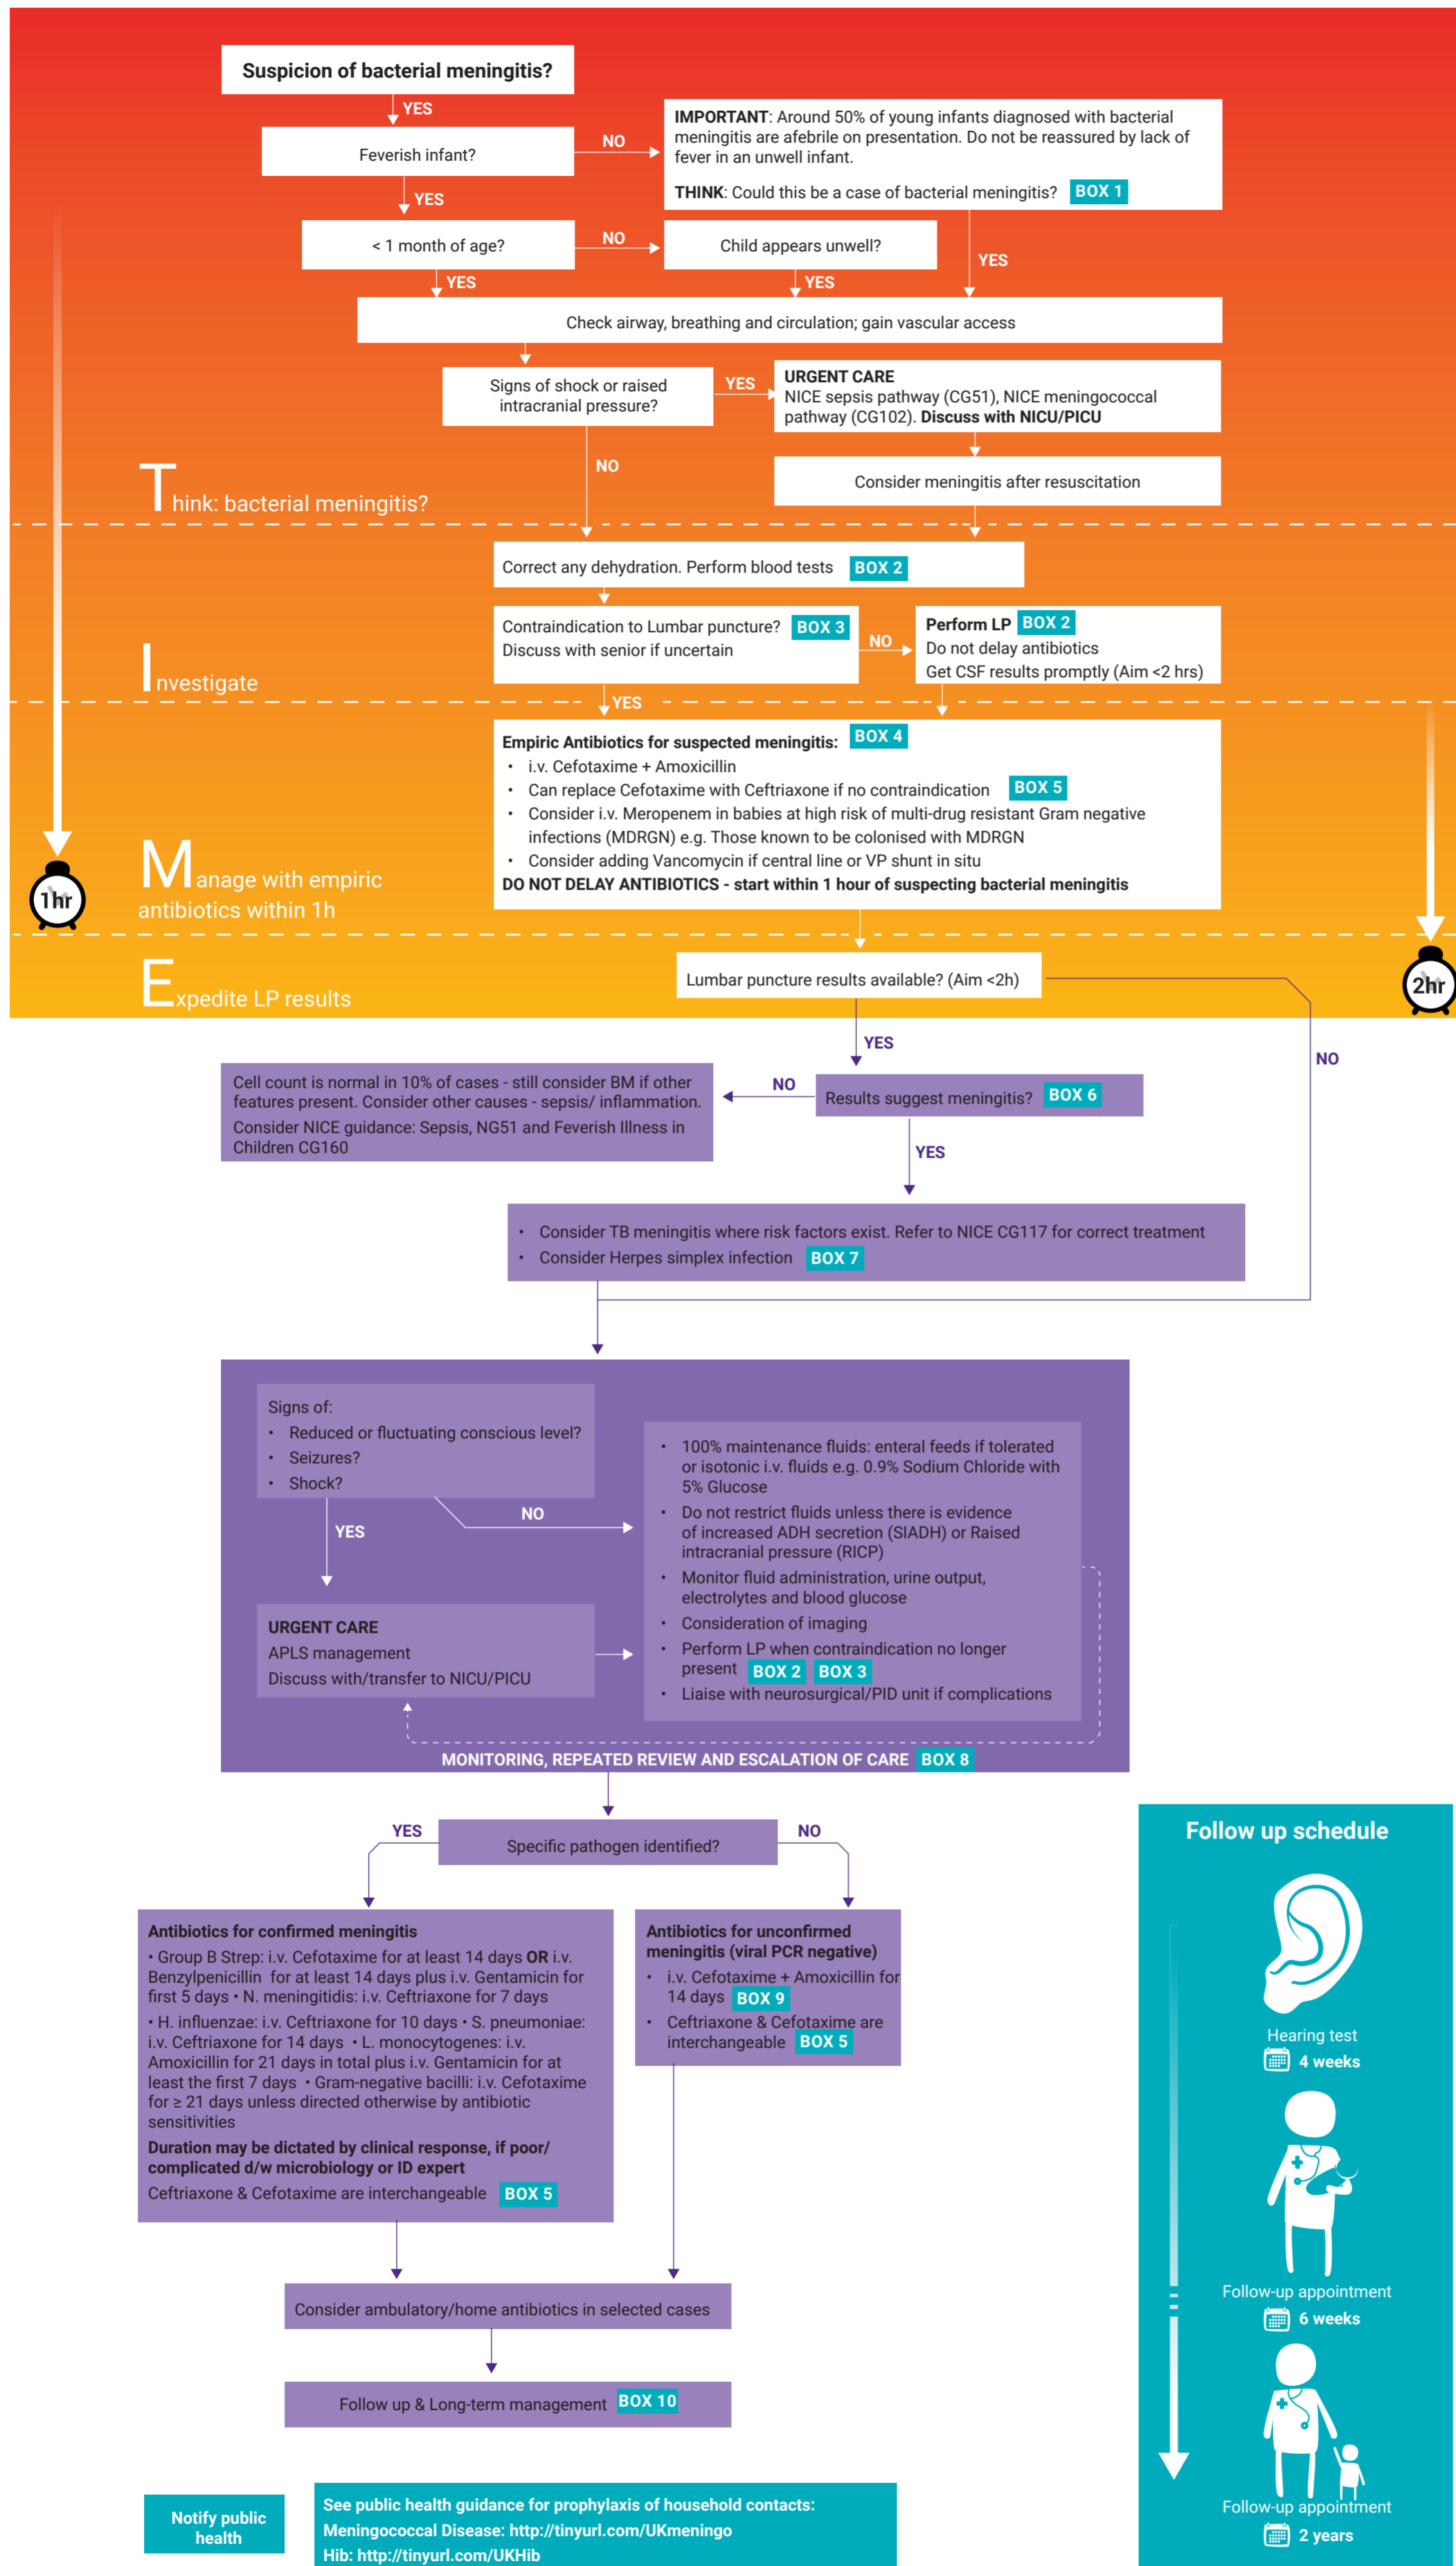 Suspicion of bacterial meningitis?
YES
Feverish infant?
NO
IMPORTANT: Around 50% of young infants diagnosed with bacterial
meningitis are afebrile on presentation. Do not be reassured by lack of
fever in an unwell infant.
THINK: Could this be a case of bacterial meningitis? BOX 1
YES
< 1 month of age?
NO
Child appears unwell?
YES
YES
YES
Check airway, breathing and circulation; gain vascular access
Signs of shock or raised
intracranial pressure?
YES
URGENT CARE
NICE sepsis pathway (CG51), NICE meningococcal
pathway (CG102). Discuss with NICU/PICU
NO
Consider meningitis after resuscitation
Think: bacterial meningitis?
Correct any dehydration. Perform blood tests BOX 2
Contraindication to Lumbar puncture? BOX 3
Discuss with senior if uncertain
NO
Perform LP BOX 2
Do not delay antibiotics
Get CSF results promptly (Aim <2 hrs)
Investigate
YES
Empiric Antibiotics for suspected meningitis: BOX 4
• i.v. Cefotaxime + Amoxicillin
• Can replace Cefotaxime with Ceftriaxone if no contraindication BOX 5
• Consider i.v. Meropenem in babies at high risk of multi-drug resistant Gram negative
infections (MDRGN) e.g. Those known to be colonised with MDRGN
• Consider adding Vancomycin if central line or VP shunt in situ
DO NOT DELAY ANTIBIOTICS - start within 1 hour of suspecting bacterial meningitis
Manage with empiric
antibiotics within 1h
1hr
Expedite LP results
Lumbar puncture results available? (Aim <2h)
2hr
YES
NO
Results suggest meningitis? BOX 6
NO
Cell count is normal in 10% of cases - still consider BM if other
features present. Consider other causes - sepsis/ inflammation.
Consider NICE guidance: Sepsis, NG51 and Feverish Illness in
Children CG160
YES
• Consider TB meningitis where risk factors exist. Refer to NICE CG117 for correct treatment
• Consider Herpes simplex infection BOX 7
Signs of:
• Reduced or fluctuating conscious level?
• Seizures?
• Shock?
NO
YES
URGENT CARE
APLS management
Discuss with/transfer to NICU/PICU
• 100% maintenance fluids: enteral feeds if tolerated
or isotonic i.v. fluids e.g. 0.9% Sodium Chloride with
5% Glucose
• Do not restrict fluids unless there is evidence
of increased ADH secretion (SIADH) or Raised
intracranial pressure (RICP)
• Monitor fluid administration, urine output,
electrolytes and blood glucose
• Consideration of imaging
• Perform LP when contraindication no longer
present BOX 2 BOX 3
• Liaise with neurosurgical/PID unit if complications
MONITORING, REPEATED REVIEW AND ESCALATION OF CARE BOX 8
Specific pathogen identified?
YES
NO
Antibiotics for confirmed meningitis
• Group B Strep: i.v. Cefotaxime for at least 14 days OR i.v.
Benzylpenicillin for at least 14 days plus i.v. Gentamicin for
first 5 days • N. meningitidis: i.v. Ceftriaxone for 7 days
• H. influenzae: i.v. Ceftriaxone for 10 days • S. pneumoniae:
i.v. Ceftriaxone for 14 days • L. monocytogenes: i.v.
Amoxicillin for 21 days in total plus i.v. Gentamicin for at
least the first 7 days • Gram-negative bacilli: i.v. Cefotaxime
for ≥ 21 days unless directed otherwise by antibiotic
sensitivities
Duration may be dictated by clinical response, if poor/
complicated d/w microbiology or ID expert
Ceftriaxone & Cefotaxime are interchangeable BOX 5
Antibiotics for unconfirmed
meningitis (viral PCR negative)
• i.v. Cefotaxime + Amoxicillin for
14 days BOX 9
• Ceftriaxone & Cefotaxime are
interchangeable BOX 5
Consider ambulatory/home antibiotics in selected cases
Follow up & Long-term management BOX 10
Follow up schedule
Hearing test
4 weeks
Follow-up appointment
6 weeks
Follow-up appointment
2 years
Notify public
health
See public health guidance for prophylaxis of household contacts:
Meningococcal Disease: http://tinyurl.com/UKmeningo
Hib: http://tinyurl.com/UKHib